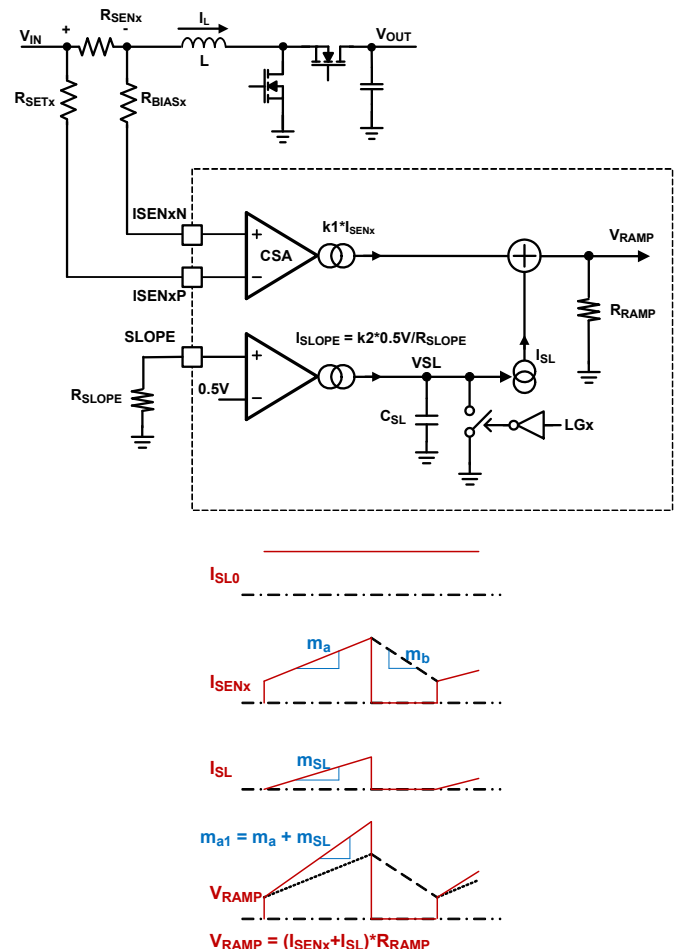 R_SENx
V_IN + - I_L V_OUT
L
R_SETx R_BIASx
ISENxN
+ k1*I_SENx V_RAMP
CSA +
−
ISENxP R_RAMP
SLOPE I_SLOPE = k2*0.5V/R_SLOPE I_SL
+ VSL
R_SLOPE 0.5V − C_SL LGx
I_SL0
m_a
m_b
I_SENx
m_SL
I_SL
m_a1 = m_a + m_SL
V_RAMP
V_RAMP = (I_SENx+I_SL)*R_RAMP